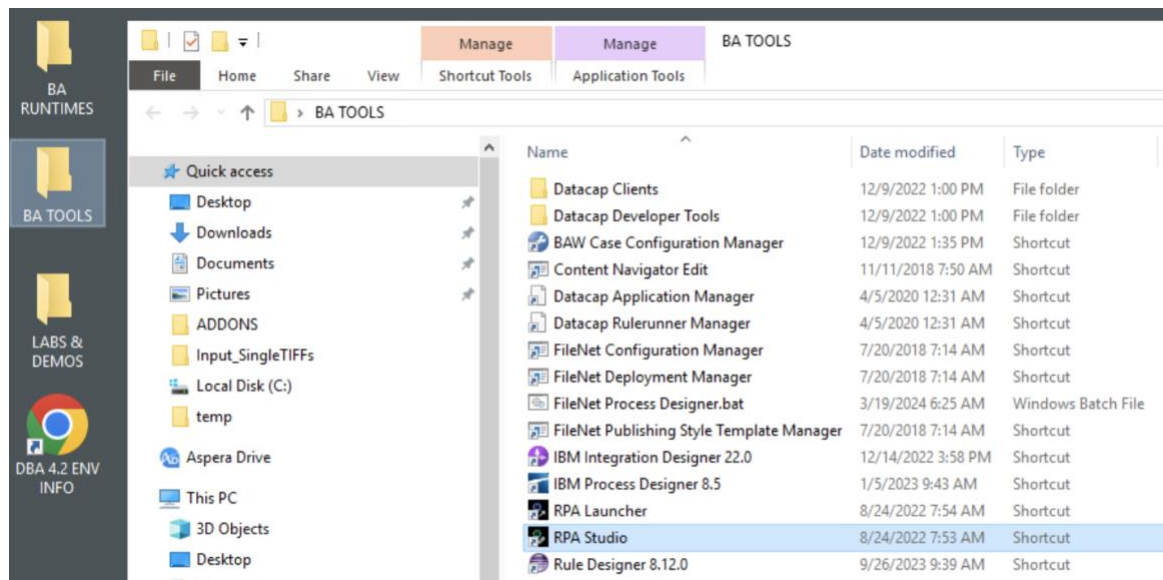 BA
RUNTIMES
BA TOOLS
LABS &
DEMOS
DBA 4.2 ENV
INFO
Manage
Manage
BA TOOLS
File
Home
Share
View
Shortcut Tools
Application Tools
BA TOOLS
Quick access
Desktop
Downloads
Documents
Pictures
ADDONS
Input_SingleTIFFs
Local Disk (C:)
temp
Aspera Drive
This PC
3D Objects
Desktop
Name Date modified Type
Datacap Clients 12/9/2022 1:00 PM File folder
Datacap Developer Tools 12/9/2022 1:00 PM File folder
BAW Case Configuration Manager 12/9/2022 1:35 PM Shortcut
Content Navigator Edit 11/11/2018 7:50 AM Shortcut
Datacap Application Manager 4/5/2020 12:31 AM Shortcut
Datacap Rulerunner Manager 4/5/2020 12:31 AM Shortcut
FileNet Configuration Manager 7/20/2018 7:14 AM Shortcut
FileNet Deployment Manager 7/20/2018 7:14 AM Shortcut
FileNet Process Designer.bat 3/19/2024 6:25 AM Windows Batch File
FileNet Publishing Style Template Manager 7/20/2018 7:14 AM Shortcut
IBM Integration Designer 22.0 12/14/2022 3:58 PM Shortcut
IBM Process Designer 8.5 1/5/2023 9:43 AM Shortcut
RPA Launcher 8/24/2022 7:54 AM Shortcut
RPA Studio 8/24/2022 7:53 AM Shortcut
Rule Designer 8.12.0 9/26/2023 9:39 AM Shortcut